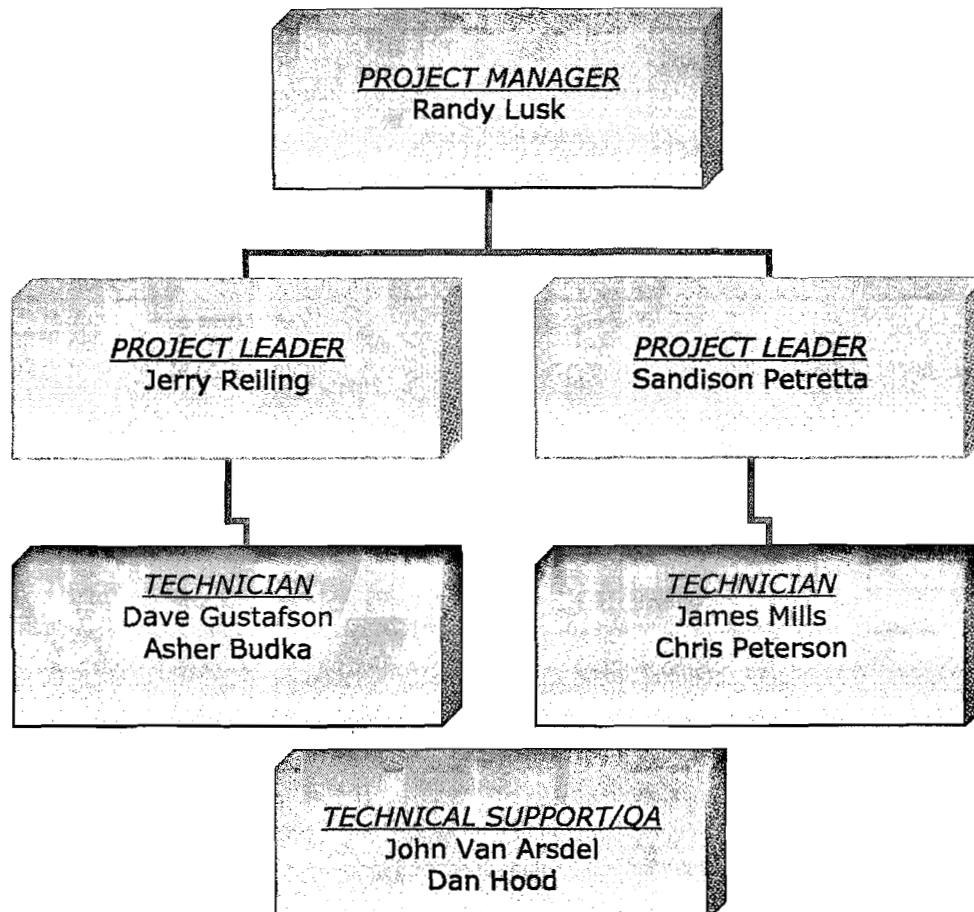 PROJECT MANAGER
Randy Lusk
PROJECT LEADER
Jerry Reiling
PROJECT LEADER
Sandison Petretta
TECHNICIAN
Dave Gustafson
Asher Budka
TECHNICIAN
James Mills
Chris Peterson
TECHNICAL SUPPORT/QA
John Van Arsdel
Dan Hood